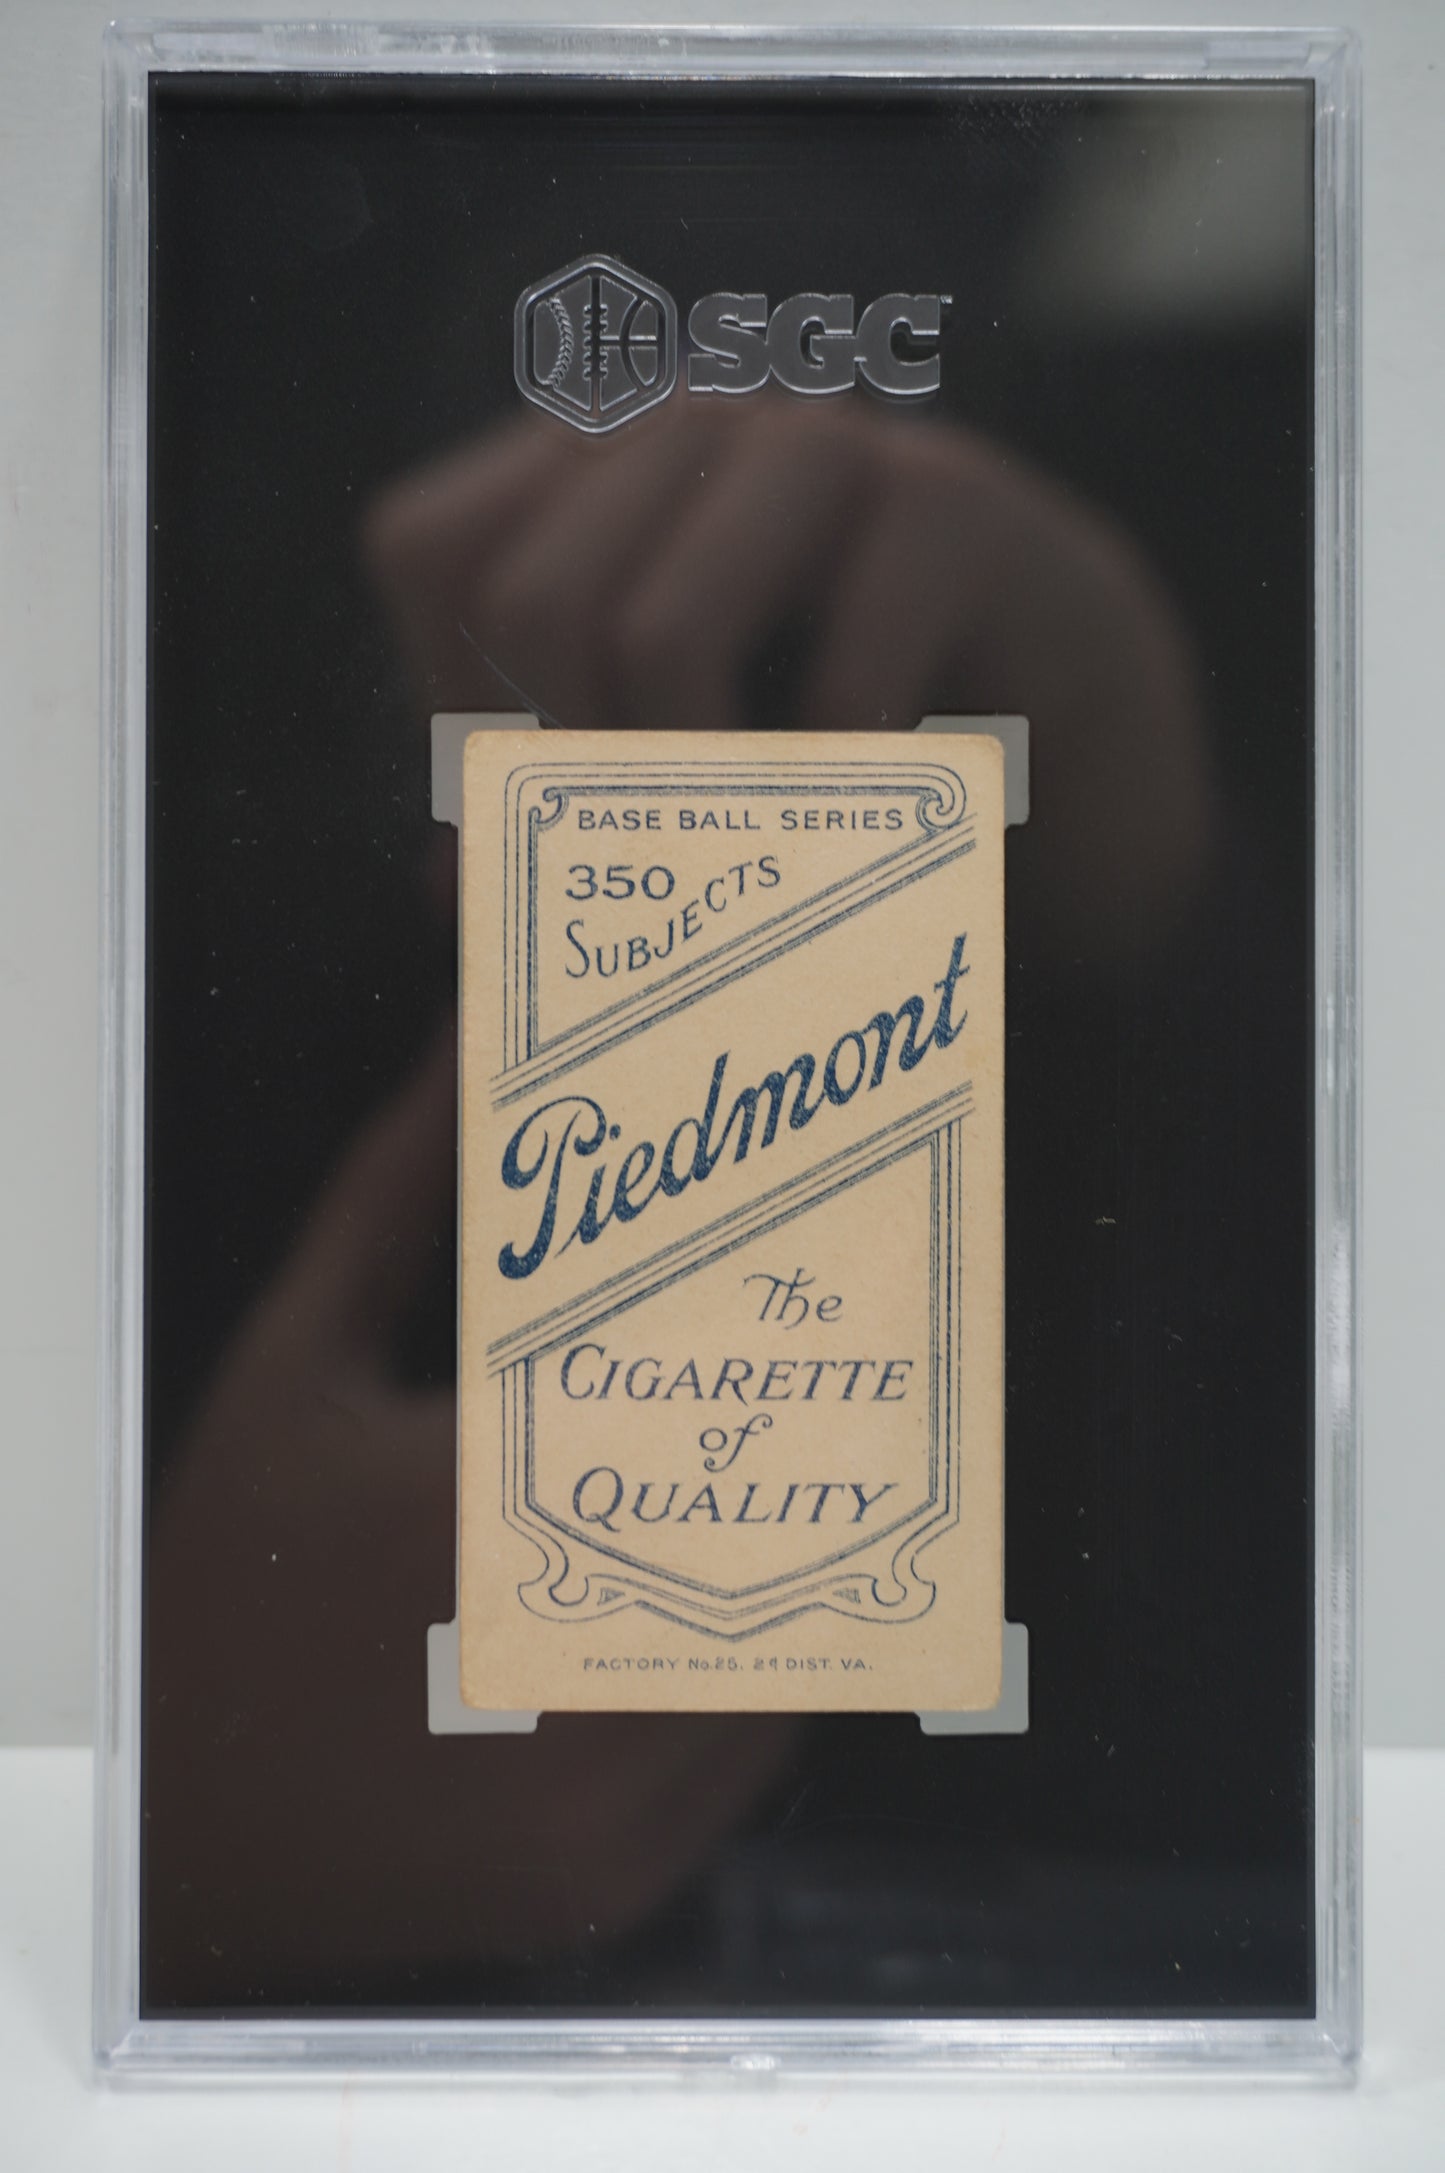 SGC
BASE BALL SERIES
350
SUBJECTS
Piedmont
The
CIGARETTE
of
QUALITY
FACTORY No. 25. 2d DIST. VA.